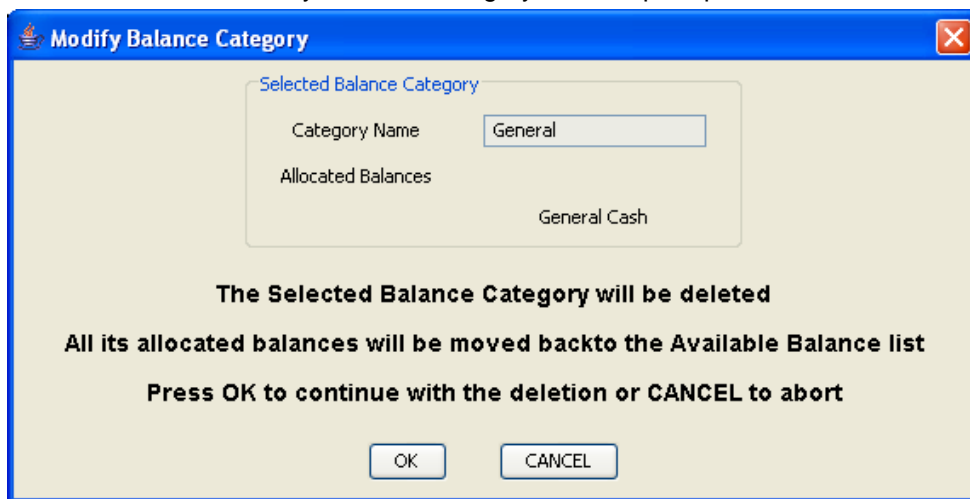 Modify Balance Category
Selected Balance Category
Category Name General
Allocated Balances
General Cash
The Selected Balance Category will be deleted
All its allocated balances will be moved backto the Available Balance list
Press OK to continue with the deletion or CANCEL to abort
OK CANCEL